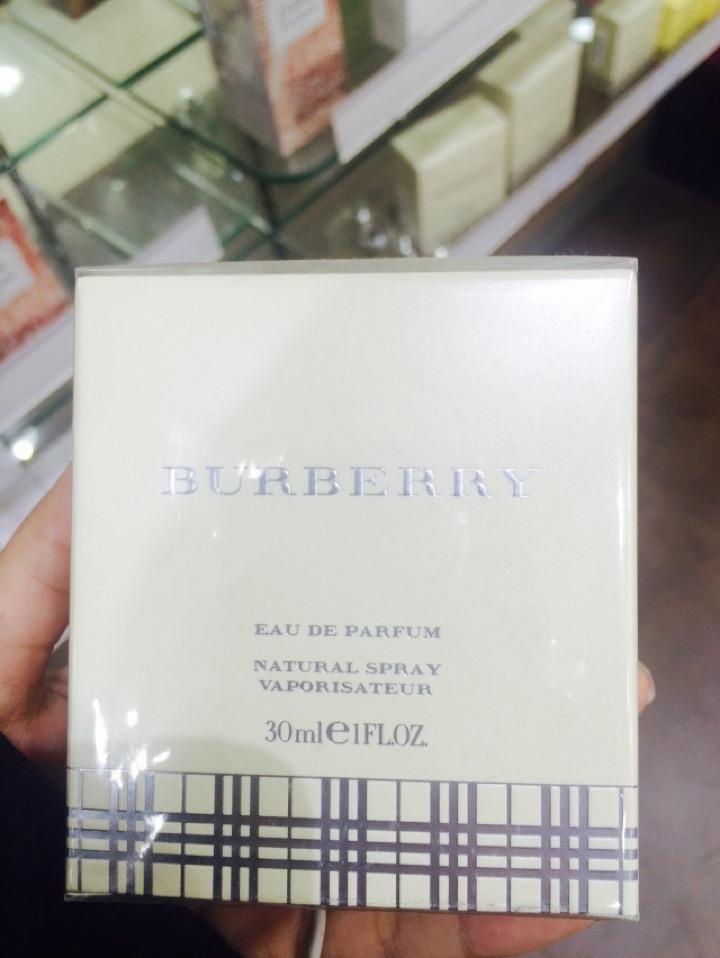 BURBERRY
EAU DE PARFUM
NATURAL SPRAY
VAPORISATEUR
30ml e 1FL.OZ.